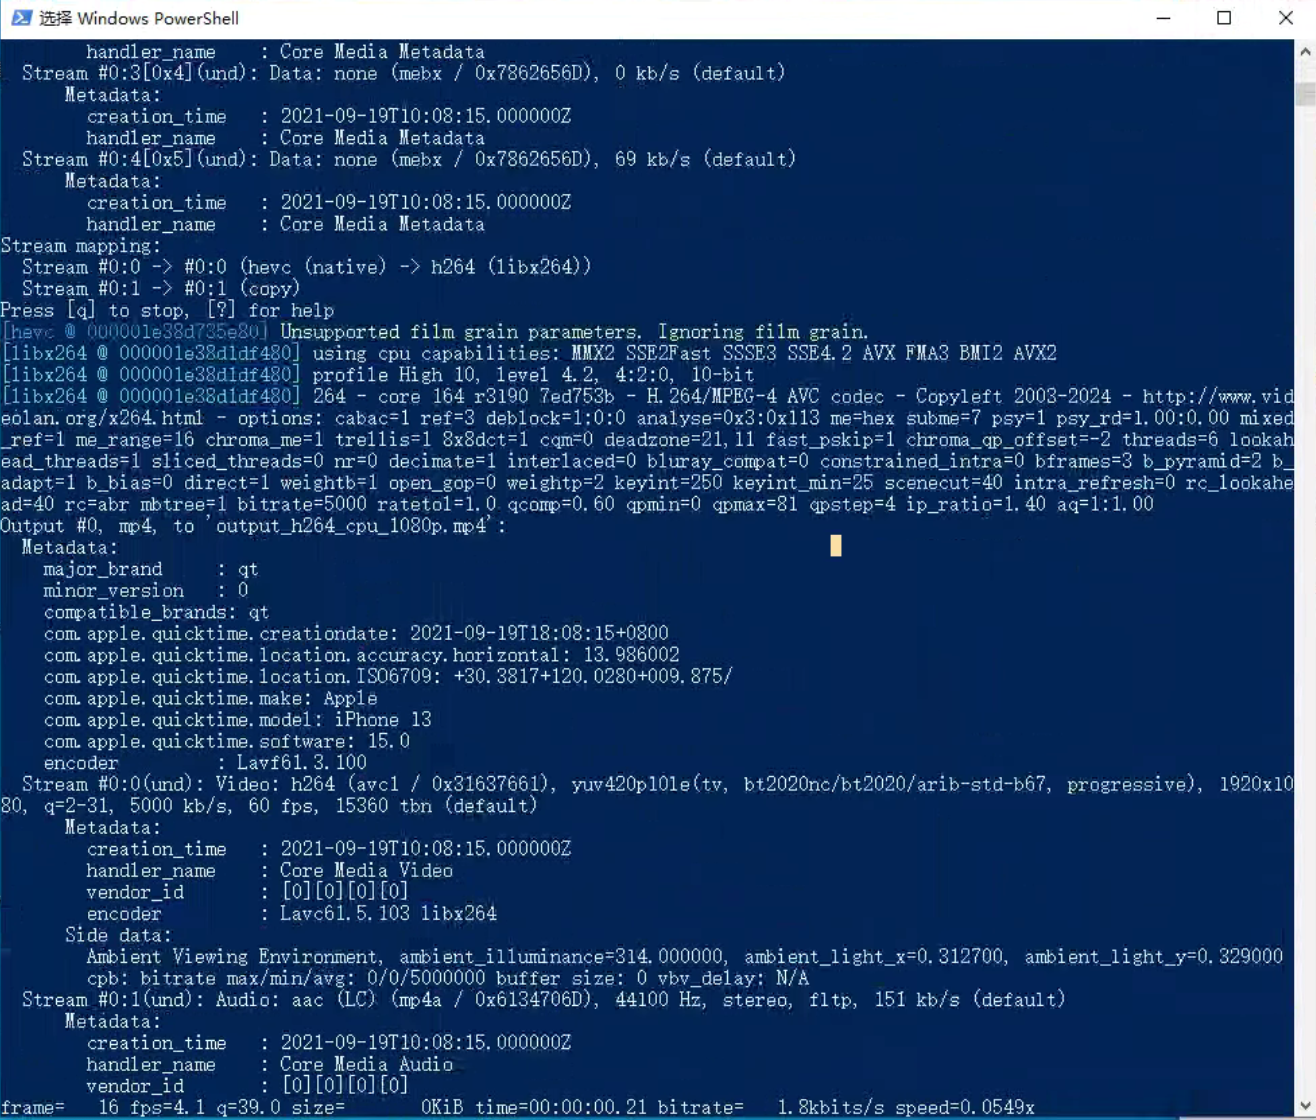 选择 Windows PowerShell
handler_name : Core Media Metadata
Stream #0:3[0x4](und): Data: none (mebx / 0x7862656D), 0 kb/s (default)
Metadata:
creation_time : 2021-09-19T10:08:15.000000Z
handler_name : Core Media Metadata
Stream #0:4[0x5](und): Data: none (mebx / 0x7862656D), 69 kb/s (default)
Metadata:
creation_time : 2021-09-19T10:08:15.000000Z
handler_name : Core Media Metadata
Stream mapping:
Stream #0:0 -> #0:0 (hevc (native) -> h264 (libx264))
Stream #0:1 -> #0:1 (copy)
Press [q] to stop, [?] for help
[hevc @ 000001e38d735e80] Unsupported film grain parameters. Ignoring film grain.
[libx264 @ 000001e38d1df480] using cpu capabilities: MMX2 SSE2Fast SSSE3 SSE4.2 AVX FMA3 BMI2 AVX2
[libx264 @ 000001e38d1df480] profile High 10, level 4.2, 4:2:0, 10-bit
[libx264 @ 000001e38d1df480] 264 - core 164 r3190 7ed753b - H.264/MPEG-4 AVC codec - Copyleft 2003-2024 - http://www.vid
eolan.org/x264.html - options: cabac=1 ref=3 deblock=1:0:0 analyse=0x3:0x113 me=hex subme=7 psy=1 psy_rd=1.00:0.00 mixed
_ref=1 me_range=16 chroma_me=1 trellis=1 8x8dct=1 cqm=0 deadzone=21,11 fast_pskip=1 chroma_qp_offset=-2 threads=6 lookah
ead_threads=1 sliced_threads=0 nr=0 decimate=1 interlaced=0 bluray_compat=0 constrained_intra=0 bframes=3 b_pyramid=2 b_
adapt=1 b_bias=0 direct=1 weightb=1 open_gop=0 weightp=2 keyint=250 keyint_min=25 scenecut=40 intra_refresh=0 rc_lookahe
ad=40 rc=abr mbtree=1 bitrate=5000 ratetol=1.0 qcomp=0.60 qpmin=0 qpmax=81 qpstep=4 ip_ratio=1.40 aq=1:1.00
Output #0, mp4, to 'output_h264_cpu_1080p.mp4':
Metadata:
major_brand : qt
minor_version : 0
compatible_brands: qt
com.apple.quicktime.creationdate: 2021-09-19T18:08:15+0800
com.apple.quicktime.location.accuracy.horizontal: 13.986002
com.apple.quicktime.location.ISO6709: +30.3817+120.0280+009.875/
com.apple.quicktime.make: Apple
com.apple.quicktime.model: iPhone 13
com.apple.quicktime.software: 15.0
encoder : Lavf61.3.100
Stream #0:0(und): Video: h264 (avc1 / 0x31637661), yuv420p10le(tv, bt2020nc/bt2020/arib-std-b67, progressive), 1920x10
80, q=2-31, 5000 kb/s, 60 fps, 15360 tbn (default)
Metadata:
creation_time : 2021-09-19T10:08:15.000000Z
handler_name : Core Media Video
vendor_id : [0][0][0][0]
encoder : Lavc61.5.103 libx264
Side data:
Ambient Viewing Environment, ambient_illuminance=314.000000, ambient_light_x=0.312700, ambient_light_y=0.329000
cpb: bitrate max/min/avg: 0/0/5000000 buffer size: 0 vbv_delay: N/A
Stream #0:1(und): Audio: aac (LC) (mp4a / 0x6134706D), 44100 Hz, stereo, fltp, 151 kb/s (default)
Metadata:
creation_time : 2021-09-19T10:08:15.000000Z
handler_name : Core Media Audio
vendor_id : [0][0][0][0]
frame= 16 fps=4.1 q=39.0 size= 0KiB time=00:00:00.21 bitrate= 1.8kbits/s speed=0.0549x